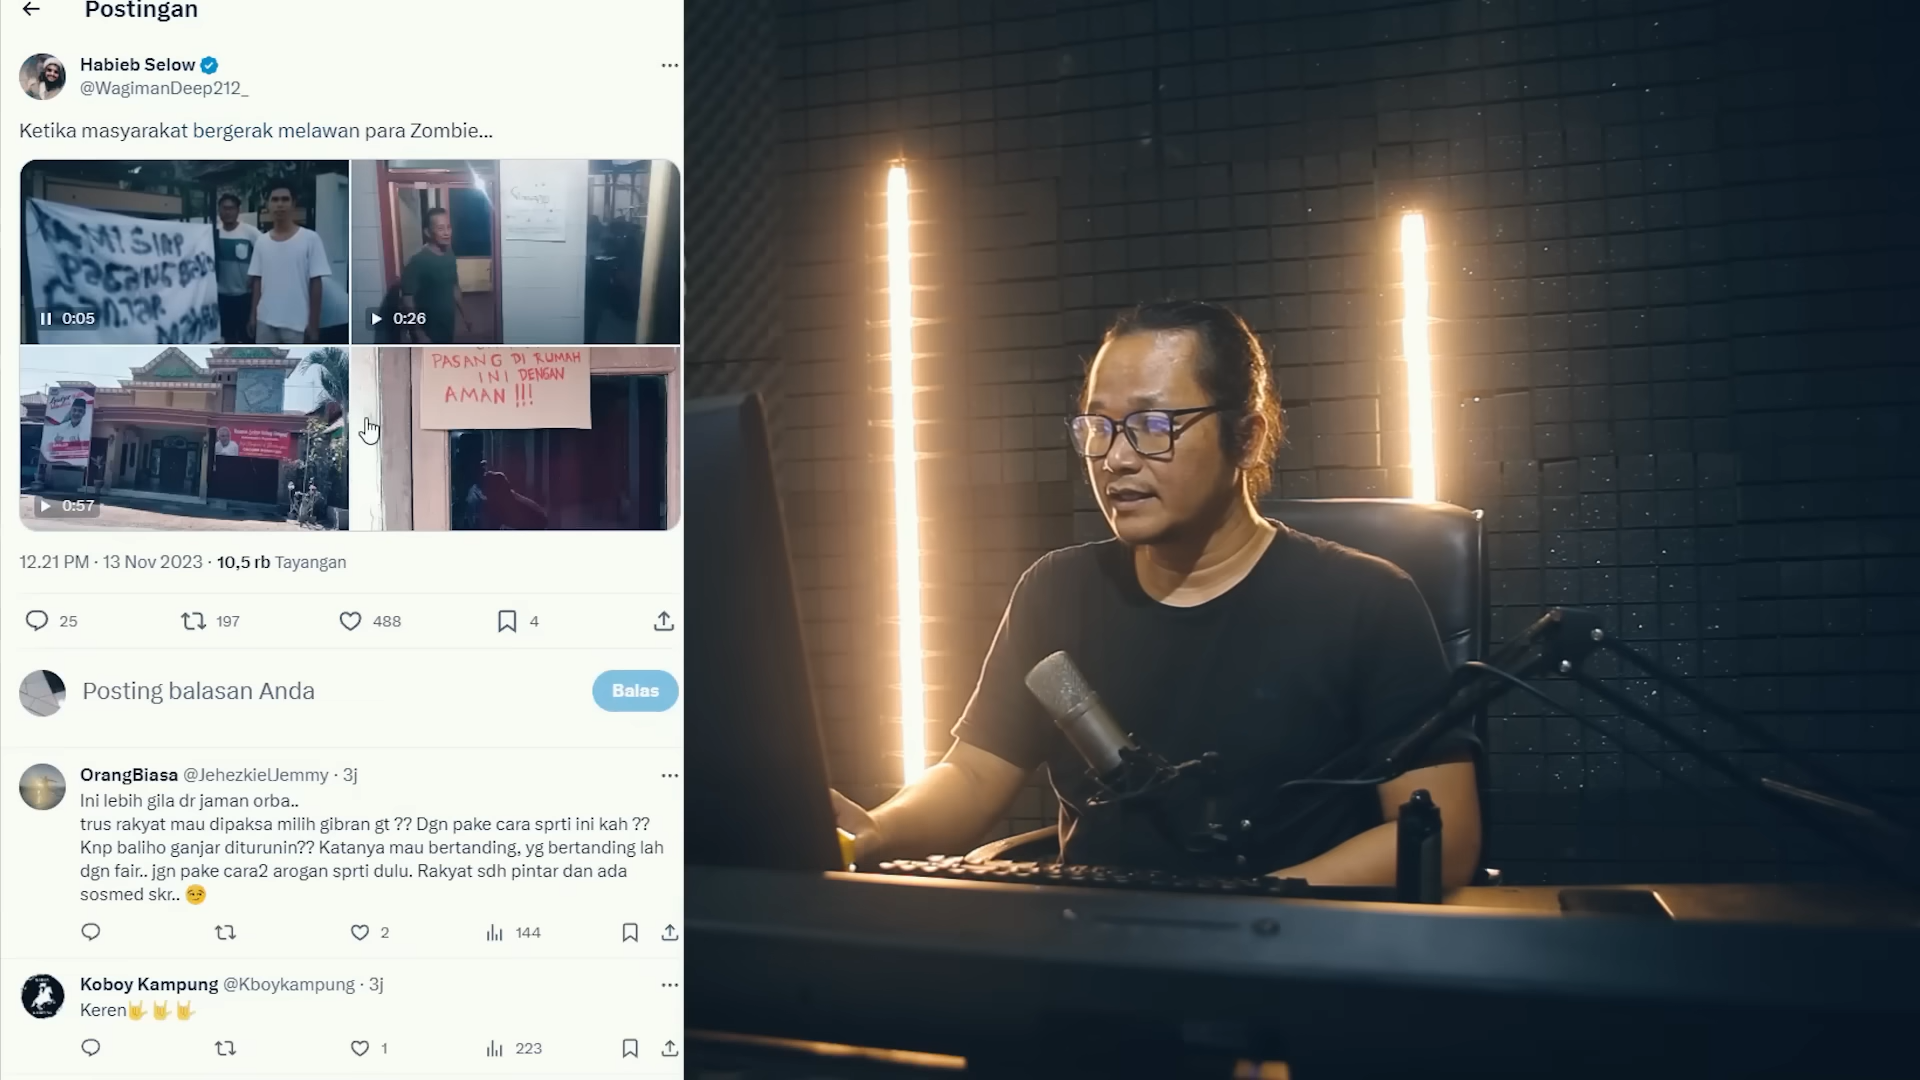 Postingan
Habieb Selow
@WagimanDeep212_
Ketika masyarakat bergerak melawan para Zombie...
KAMI SIAP
PASANG
GANJAR
0:05
0:26
PASANG DI RUMAH
INI DENGAN
AMAN !!!
0:57
12.21 PM · 13 Nov 2023 · 10,5 rb Tayangan
25 197 488 4
Posting balasan Anda
Balas
OrangBiasa @JehezkielJemmy · 3j
Ini lebih gila dr jaman orba..
trus rakyat mau dipaksa milih gibran gt ?? Dgn pake cara sprti ini kah ??
Knp baliho ganjar diturunin?? Katanya mau bertanding, yg bertanding lah
dgn fair.. jgn pake cara2 arogan sprti dulu. Rakyat sdh pintar dan ada
sosmed skr.. 😏
2 144
Koboy Kampung @Kboykampung · 3j
Keren🤟🤟🤟
1 223